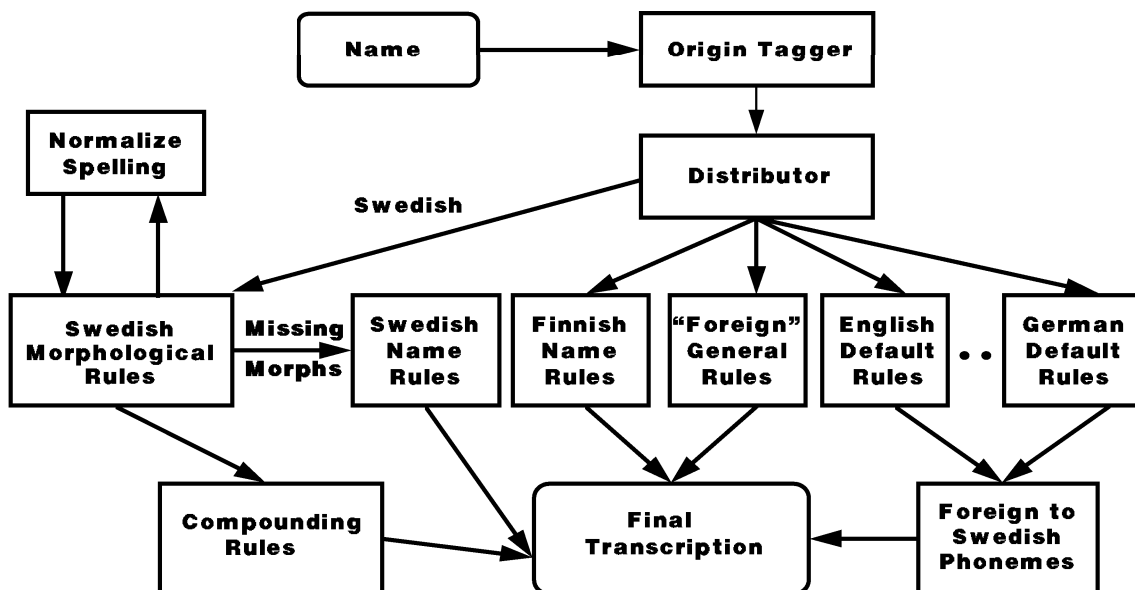 Name
Origin Tagger
Normalize
Spelling
Distributor
Swedish
Swedish
Morphological
Rules
Missing
Morphs
Swedish
Name
Rules
Finnish
Name
Rules
“Foreign”
General
Rules
English
Default
Rules
. .
German
Default
Rules
Compounding
Rules
Final
Transcription
Foreign to
Swedish
Phonemes